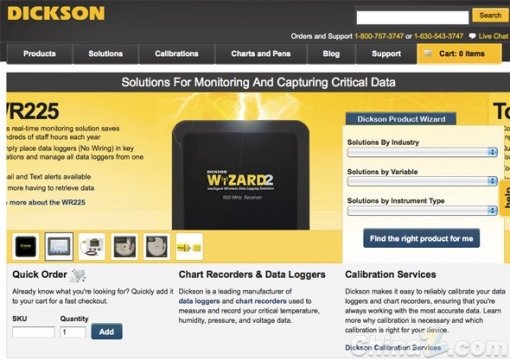 DICKSON
Search
Orders and Support 1-800-757-3747 or 1-630-543-3747 Live Chat
Products
Solutions
Calibrations
Charts and Pens
Blog
Support
Cart: 0 items
Solutions For Monitoring And Capturing Critical Data
WR225
s real-time monitoring solution saves
ndreds of staff hours each year
ply place data loggers (No Wiring) in key
ations and manage all data loggers from one
ail and Text alerts available
more having to retrieve data
n more about the WR225
DICKSON
WiZARD2
Intelligent Wireless Data Logging Solutions
900 MHz Receiver
Dickson Product Wizard
Solutions By Industry
Solutions by Variable
Solutions by Instrument Type
Find the right product for me
To
help
Quick Order
Already know what you're looking for? Quickly add it
to your cart for a fast checkout.
SKU
Quantity
1
Add
Chart Recorders & Data Loggers
Dickson is a leading manufacturer of
data loggers and chart recorders used to
measure and record your critical temperature,
humidity, pressure, and voltage data.
Calibration Services
Dickson makes it easy to reliably calibrate your data
loggers and chart recorders, ensuring that you're
always working with the most accurate data. Learn
more why calibration is necessary and which
calibration is right for your device.
Dickson Calibration Services
Chinaz.com